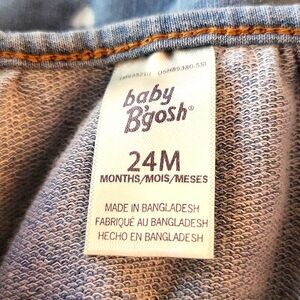 baby
B'gosh®
24M
MONTHS/MOIS/MESES
MADE IN BANGLADESH
FABRIQUÉ AU BANGLADESH
HECHO EN BANGLADESH